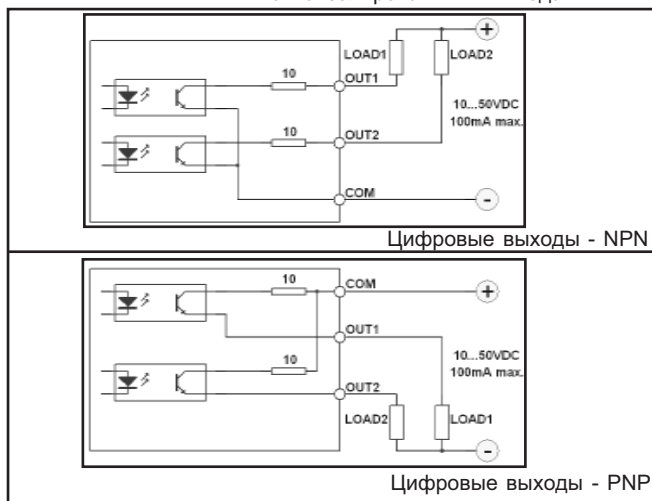 LOAD1 LOAD2
10 OUT1
10...50VDC
100mA max.
10 OUT2
COM
Цифровые выходы - NPN
10 COM
OUT1
10...50VDC
100mA max.
10
OUT2
LOAD2 LOAD1
Цифровые выходы - PNP